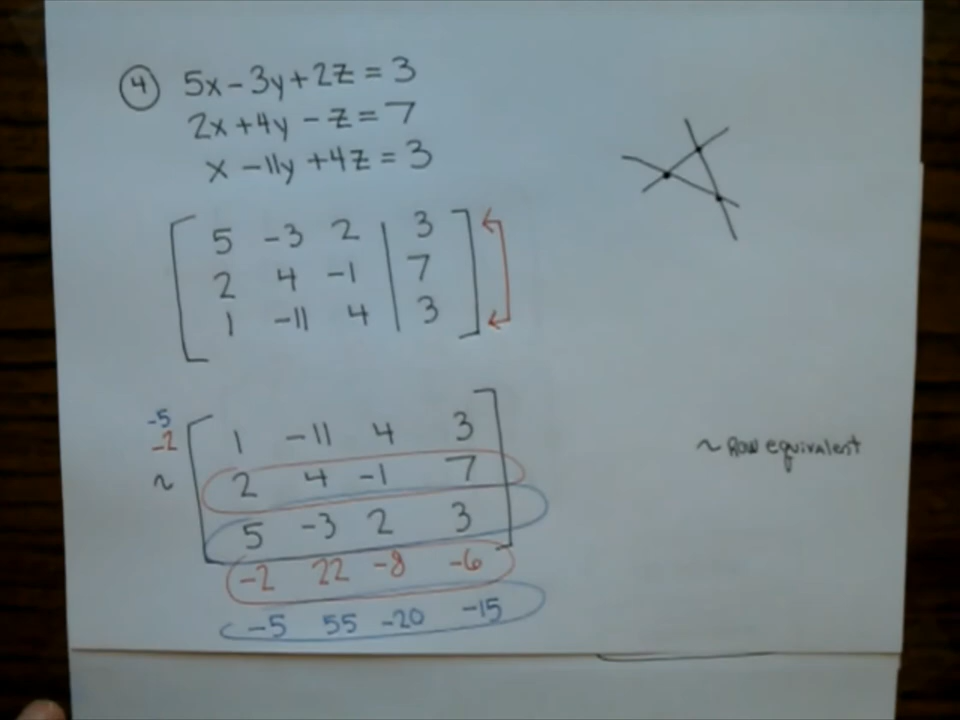 4 5x - 3y + 2z = 3
2x + 4y - z = 7
x - 11y + 4z = 3
5 -3 2 3
2 4 -1 7
1 -11 4 3
-5
-2
~ 1 -11 4 3
2 4 -1 7
5 -3 2 3
-2 22 -8 -6
-5 55 -20 -15
~ Row equivalent